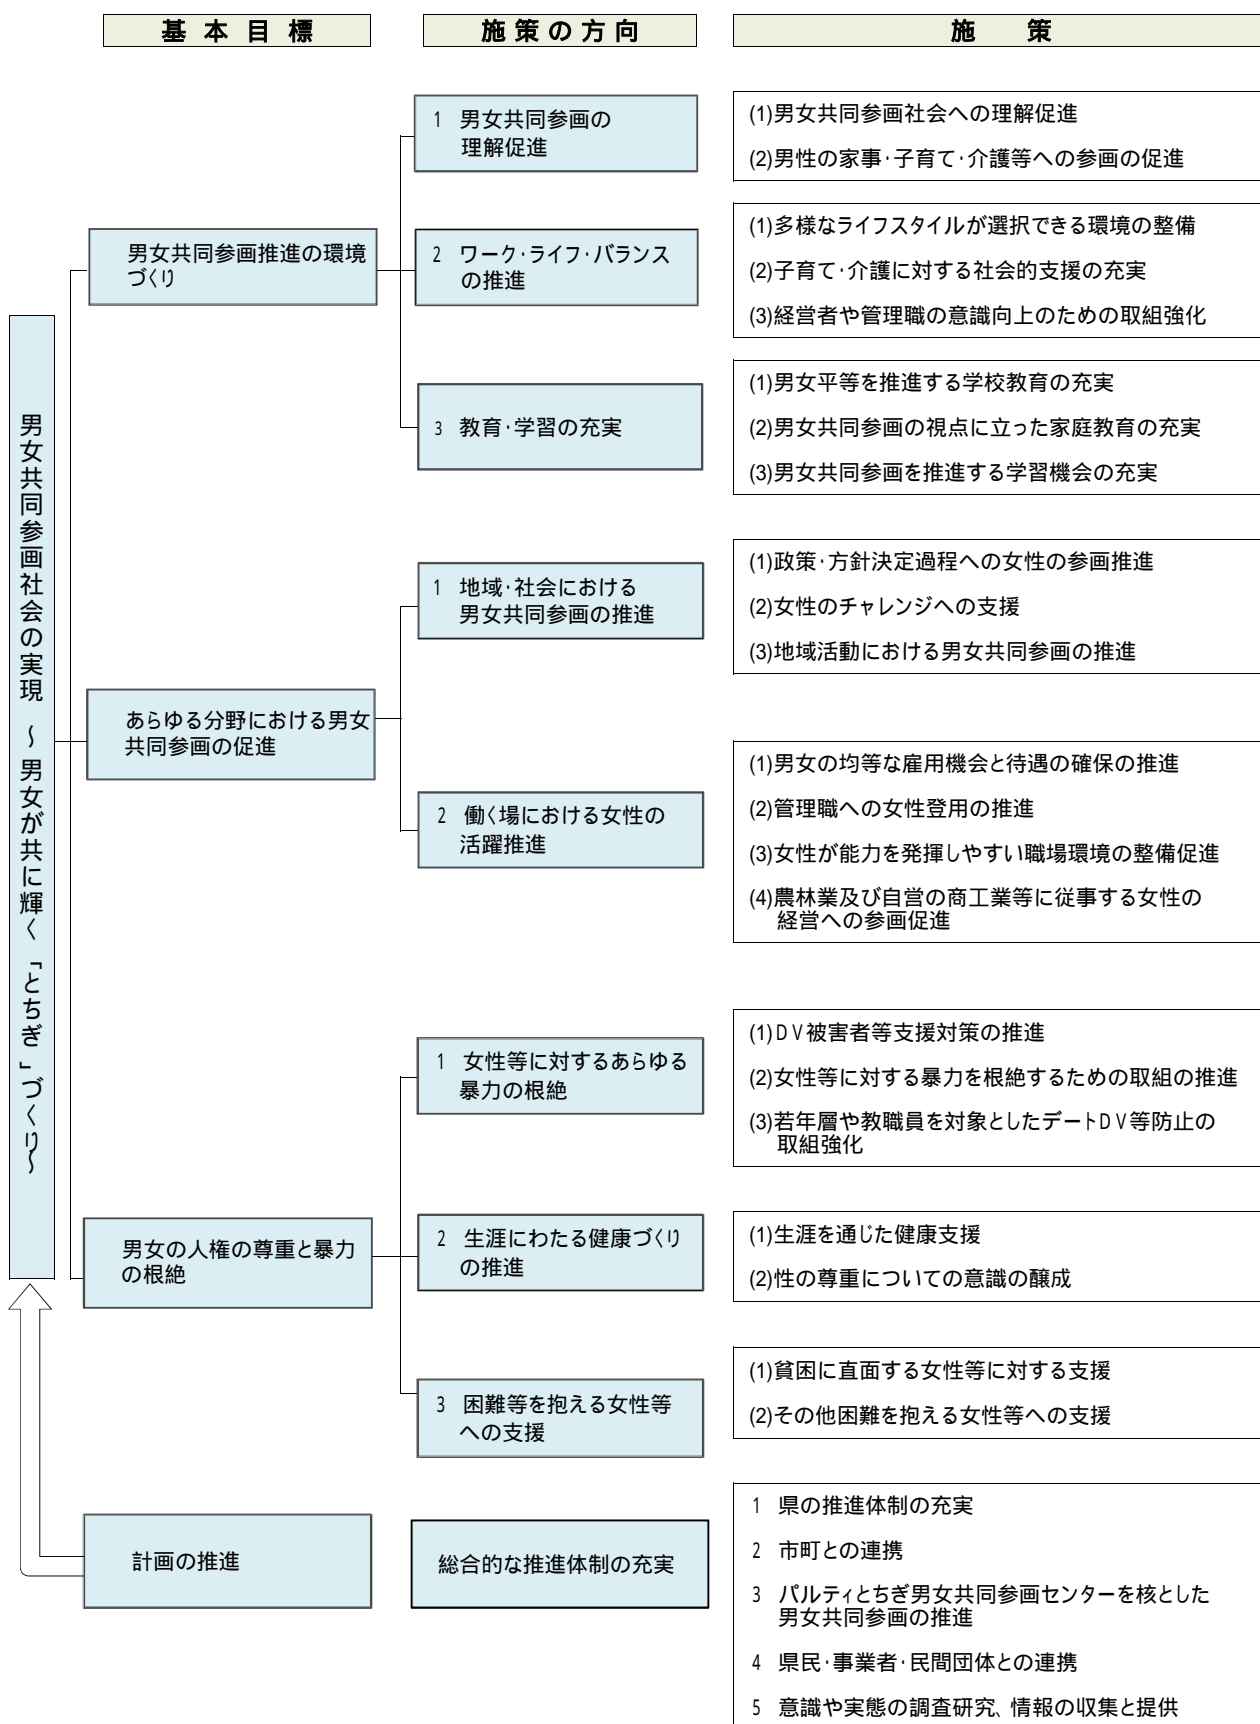 基本目標
施策の方向
施　策
男女共同参画社会の実現 ～男女が共に輝く「とちぎ」づくり～
男女共同参画推進の環境
づくり
1 男女共同参画の
理解促進
(1)男女共同参画社会への理解促進
(2)男性の家事・子育て・介護等への参画の促進
2 ワーク・ライフ・バランス
の推進
(1)多様なライフスタイルが選択できる環境の整備
(2)子育て・介護に対する社会的支援の充実
(3)経営者や管理職の意識向上のための取組強化
3 教育・学習の充実
(1)男女平等を推進する学校教育の充実
(2)男女共同参画の視点に立った家庭教育の充実
(3)男女共同参画を推進する学習機会の充実
あらゆる分野における男女
共同参画の促進
1 地域・社会における
男女共同参画の推進
(1)政策・方針決定過程への女性の参画推進
(2)女性のチャレンジへの支援
(3)地域活動における男女共同参画の推進
2 働く場における女性の
活躍推進
(1)男女の均等な雇用機会と待遇の確保の推進
(2)管理職への女性登用の推進
(3)女性が能力を発揮しやすい職場環境の整備促進
(4)農林業及び自営の商工業等に従事する女性の
経営への参画促進
男女の人権の尊重と暴力
の根絶
1 女性等に対するあらゆる
暴力の根絶
(1)DV被害者等支援対策の推進
(2)女性等に対する暴力を根絶するための取組の推進
(3)若年層や教職員を対象としたデートDV等防止の
取組強化
2 生涯にわたる健康づくり
の推進
(1)生涯を通じた健康支援
(2)性の尊重についての意識の醸成
3 困難等を抱える女性等
への支援
(1)貧困に直面する女性等に対する支援
(2)その他困難を抱える女性等への支援
計画の推進
総合的な推進体制の充実
1 県の推進体制の充実
2 市町との連携
3 パルティとちぎ男女共同参画センターを核とした
男女共同参画の推進
4 県民・事業者・民間団体との連携
5 意識や実態の調査研究、情報の収集と提供